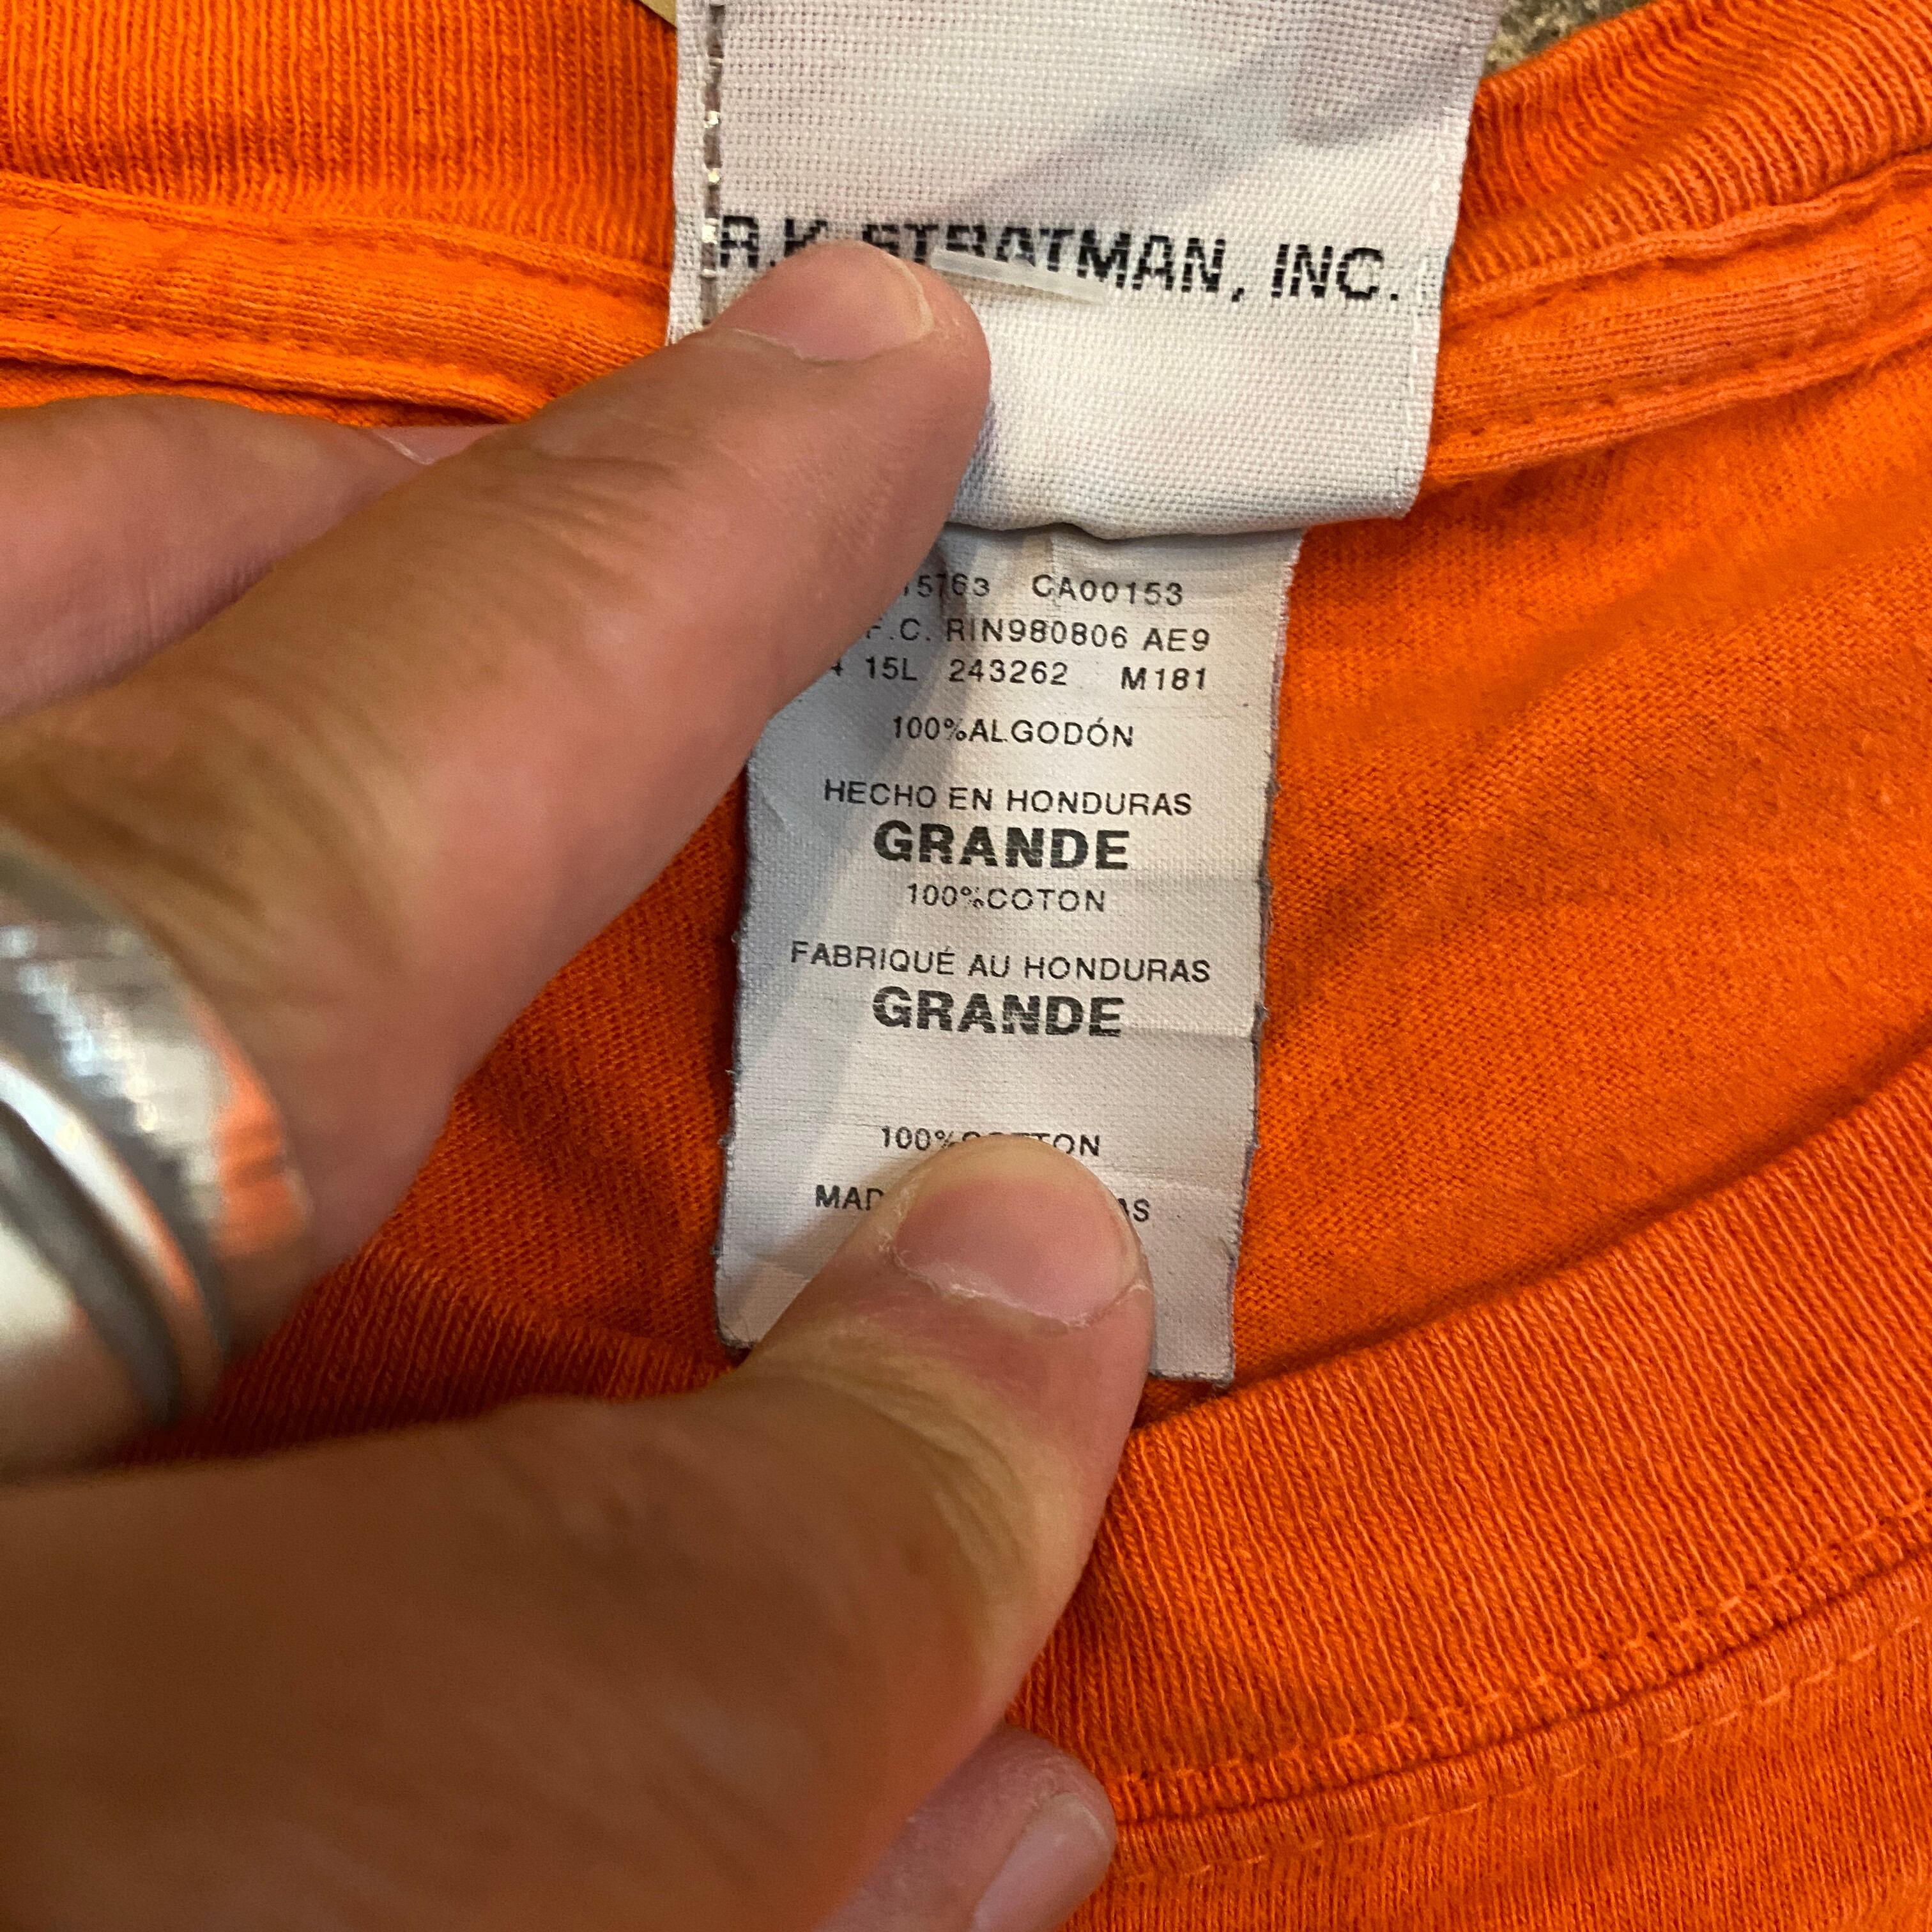 R.K. STRATMAN, INC.
5763 CA00153
F.C. RIN980806 AE9
15L 243262 M181
100%ALGODÓN
HECHO EN HONDURAS
GRANDE
100%COTON
FABRIQUÉ AU HONDURAS
GRANDE
100%COTTON